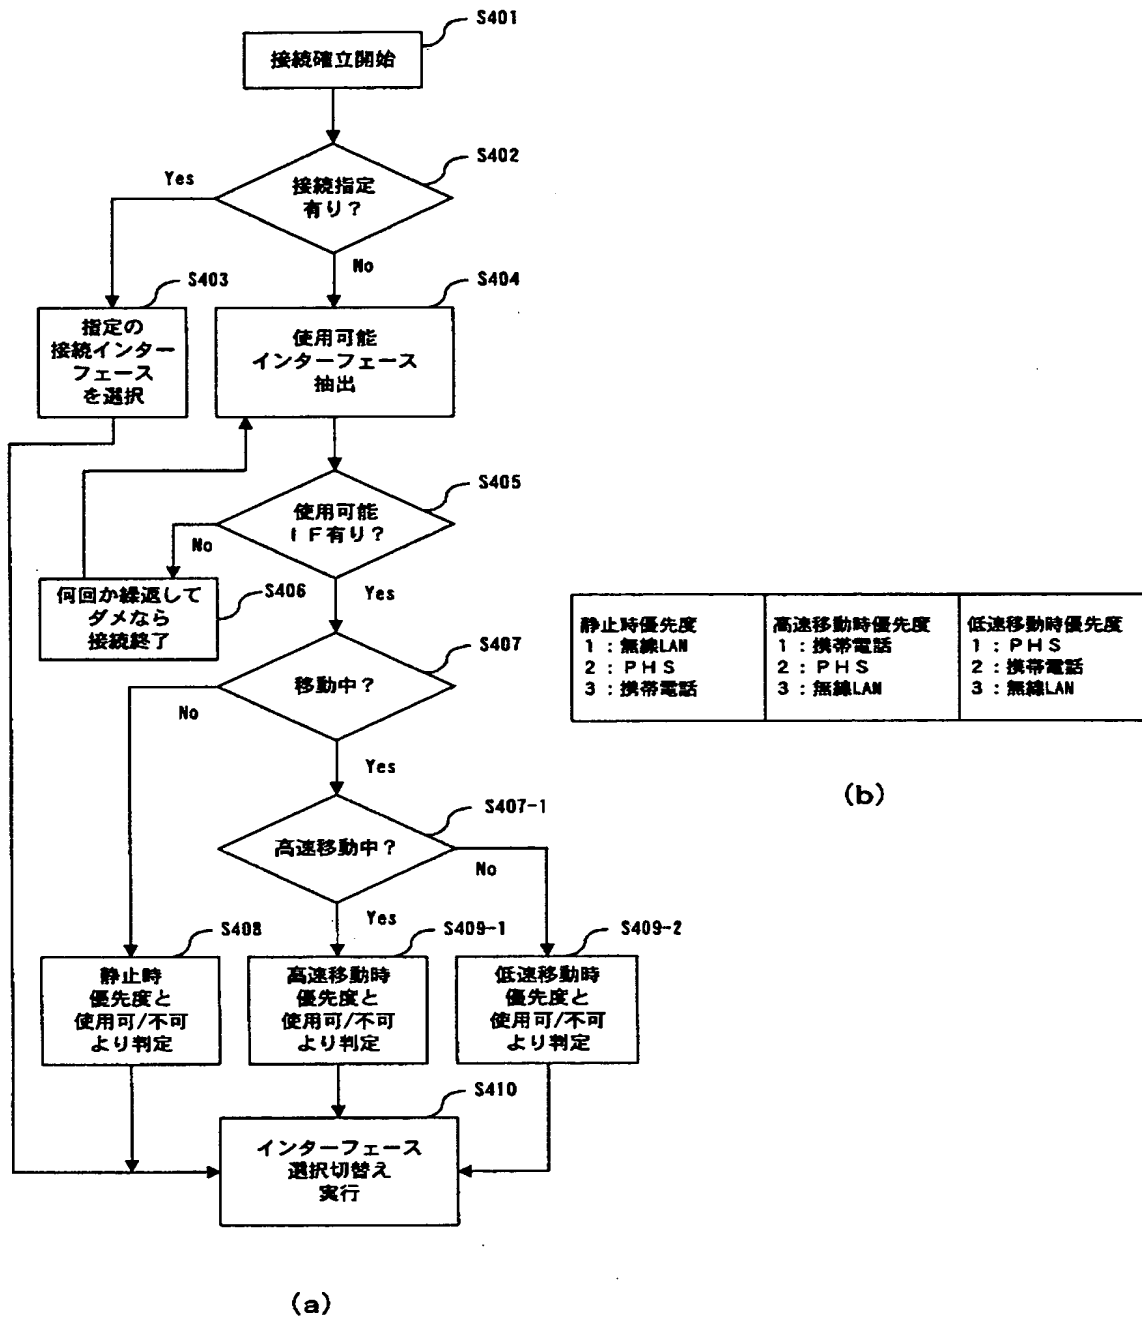 S401
接続確立開始
S402
接続指定
有り？
Yes
No
S403
指定の
接続インター
フェース
を選択
S404
使用可能
インターフェース
抽出
S405
使用可能
IF有り？
No
Yes
S406
何回か繰返して
ダメなら
接続終了
S407
移動中？
No
Yes
S407-1
高速移動中？
No
Yes
S408
静止時
優先度と
使用可/不可
より判定
S409-1
高速移動時
優先度と
使用可/不可
より判定
S409-2
低速移動時
優先度と
使用可/不可
より判定
S410
インターフェース
選択切替え
実行
(a)
静止時優先度
1：無線LAN
2：PHS
3：携帯電話
高速移動時優先度
1：携帯電話
2：PHS
3：無線LAN
低速移動時優先度
1：PHS
2：携帯電話
3：無線LAN
(b)